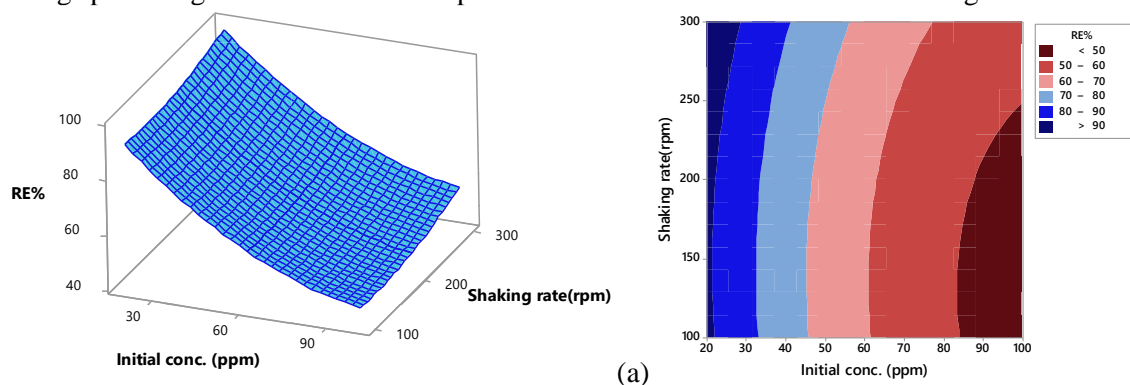 100
80
RE%
60
40
30
60
90
Initial conc. (ppm)
100
200
300
Shaking rate(rpm)
(a)
300
250
200
150
100
Shaking rate(rpm)
20 30 40 50 60 70 80 90 100
Initial conc. (ppm)
RE%
< 50
50 – 60
60 – 70
70 – 80
80 – 90
> 90